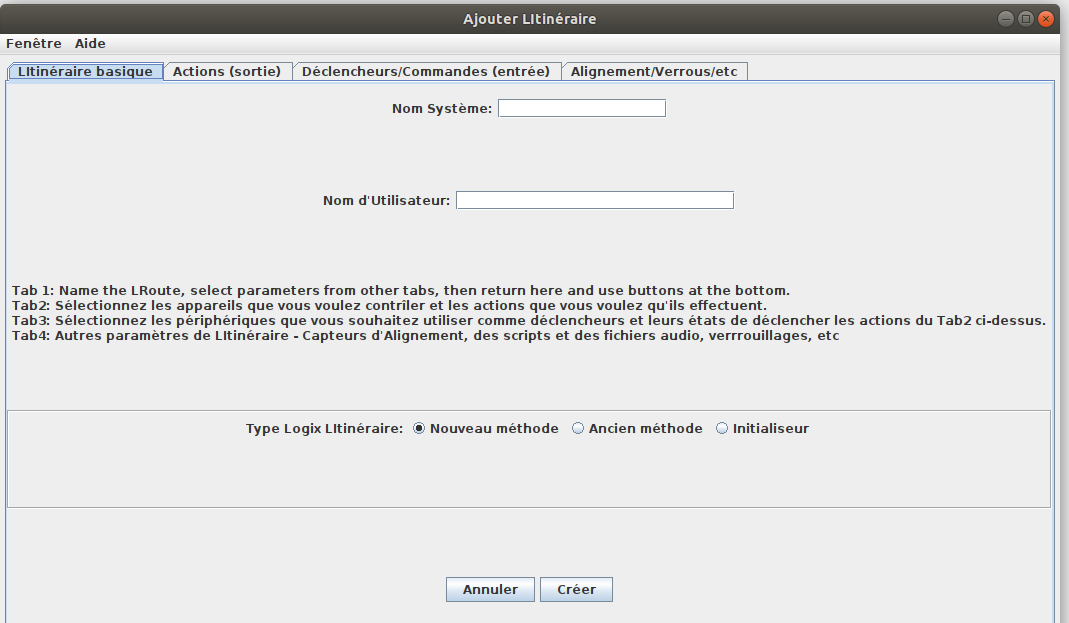 Ajouter LItinéraire
Fenêtre Aide
LItinéraire basique Actions (sortie) Déclencheurs/Commandes (entrée) Alignement/Verrous/etc
Nom Système:
Nom d'Utilisateur:
Tab 1: Name the LRoute, select parameters from other tabs, then return here and use buttons at the bottom.
Tab2: Sélectionnez les appareils que vous voulez contrîler et les actions que vous voulez qu'ils effectuent.
Tab3: Sélectionnez les périphériques que vous souhaitez utiliser comme déclencheurs et leurs états de déclencher les actions du Tab2 ci-dessus.
Tab4: Autres paramètres de LItinéraire - Capteurs d'Alignement, des scripts et des fichiers audio, verrrouillages, etc
Type Logix LItinéraire: Nouveau méthode Ancien méthode Initialiseur
Annuler Créer